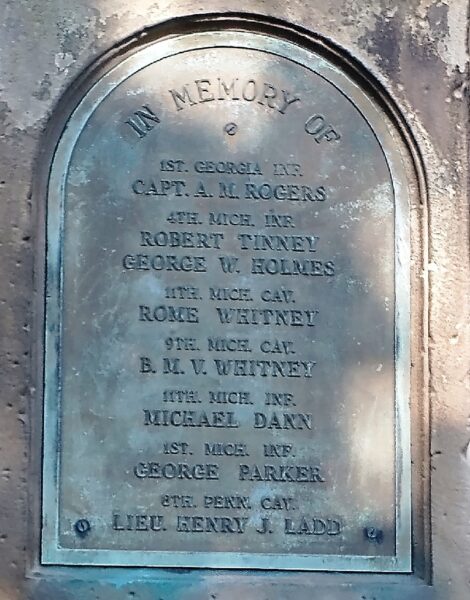 IN MEMORY OF
1ST. GEORGIA INF.
CAPT. A. M. ROGERS
4TH. MICH. INF.
ROBERT TINNEY
GEORGE W. HOLMES
11TH. MICH. CAV.
ROME WHITNEY
9TH. MICH. CAV.
B. M. V. WHITNEY
11TH. MICH. INF.
MICHAEL DANN
1ST. MICH. INF.
GEORGE PARKER
8TH. PENN. CAV.
LIEU. HENRY J. LADD